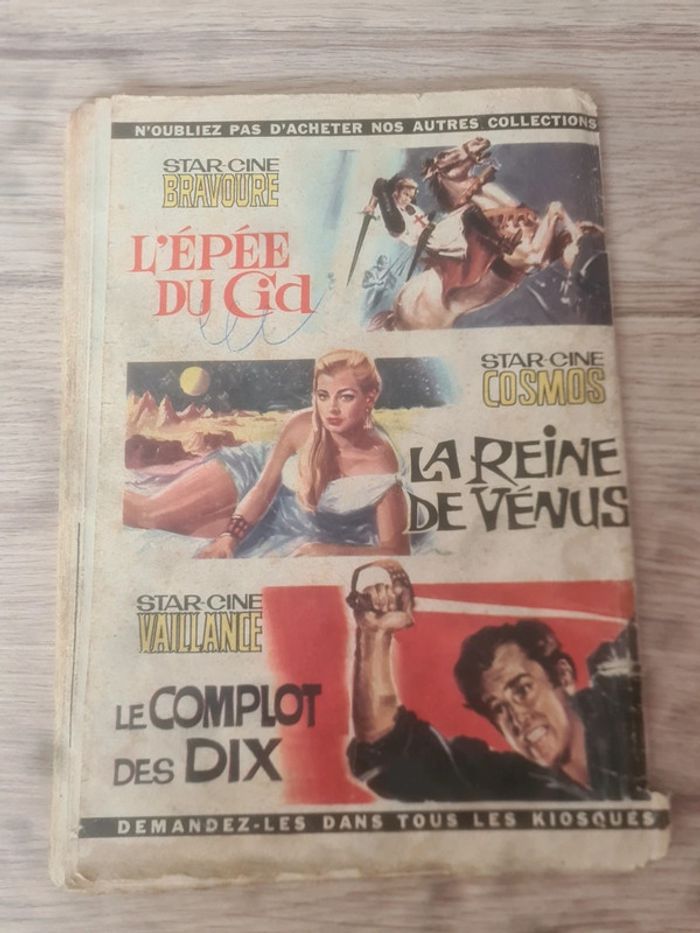 N'OUBLIEZ PAS D'ACHETER NOS AUTRES COLLECTIONS
STAR-CINE
BRAVOURE
L'ÉPÉE
DU Cid
STAR-CINE
COSMOS
LA REINE
DE VÉNUS
STAR-CINE
VAILLANCE
LE COMPLOT
DES DIX
DEMANDEZ-LES DANS TOUS LES KIOSQUES